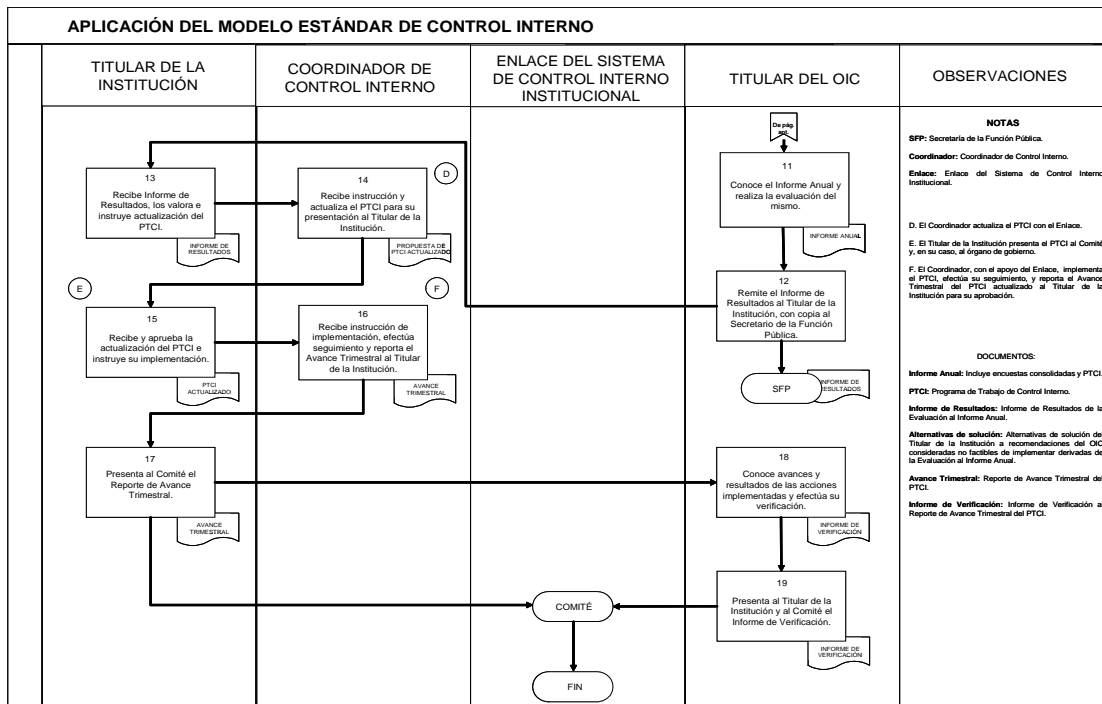 APLICACIÓN DEL MODELO ESTÁNDAR DE CONTROL INTERNO
TITULAR DE LA
INSTITUCIÓN
COORDINADOR DE
CONTROL INTERNO
ENLACE DEL SISTEMA
DE CONTROL INTERNO
INSTITUCIONAL
TITULAR DEL OIC
OBSERVACIONES
De pág.
ant.
11
Conoce el Informe Anual y
realiza la evaluación del
mismo.
INFORME ANUAL
13
Recibe Informe de
Resultados, los valora e
instruye actualización del
PTCI.
INFORME DE
RESULTADOS
14
Recibe instrucción y
actualiza el PTCI para su
presentación al Titular de la
Institución.
PROPUESTA DE
PTCI ACTUALIZADO
D
12
Remite el Informe de
Resultados al Titular de la
Institución, con copia al
Secretario de la Función
Pública.
INFORME DE
RESULTADOS
SFP
E
15
Recibe y aprueba la
actualización del PTCI e
instruye su implementación.
PTCI
ACTUALIZADO
F
16
Recibe instrucción de
implementación, efectúa
seguimiento y reporta el
Avance Trimestral al Titular
de la Institución.
AVANCE
TRIMESTRAL
17
Presenta al Comité el
Reporte de Avance
Trimestral.
AVANCE
TRIMESTRAL
18
Conoce avances y
resultados de las acciones
implementadas y efectúa su
verificación.
INFORME DE
VERIFICACIÓN
19
Presenta al Titular de la
Institución y al Comité el
Informe de Verificación.
INFORME DE
VERIFICACIÓN
COMITÉ
FIN
NOTAS
SFP: Secretaría de la Función Pública.
Coordinador: Coordinador de Control Interno.
Enlace: Enlace del Sistema de Control Interno
Institucional.
D. El Coordinador actualiza el PTCI con el Enlace.
E. El Titular de la Institución presenta el PTCI al Comité
y, en su caso, al órgano de gobierno.
F. El Coordinador, con el apoyo del Enlace, implementa
el PTCI, efectúa su seguimiento, y reporta el Avance
Trimestral del PTCI actualizado al Titular de la
Institución para su aprobación.
DOCUMENTOS:
Informe Anual: Incluye encuestas consolidadas y PTCI.
PTCI: Programa de Trabajo de Control Interno.
Informe de Resultados: Informe de Resultados de la
Evaluación al Informe Anual.
Alternativas de solución: Alternativas de solución de
Titular de la Institución a recomendaciones del OIC
consideradas no factibles de implementar derivadas de
la Evaluación al Informe Anual.
Avance Trimestral: Reporte de Avance Trimestral del
PTCI.
Informe de Verificación: Informe de Verificación a
Reporte de Avance Trimestral del PTCI.